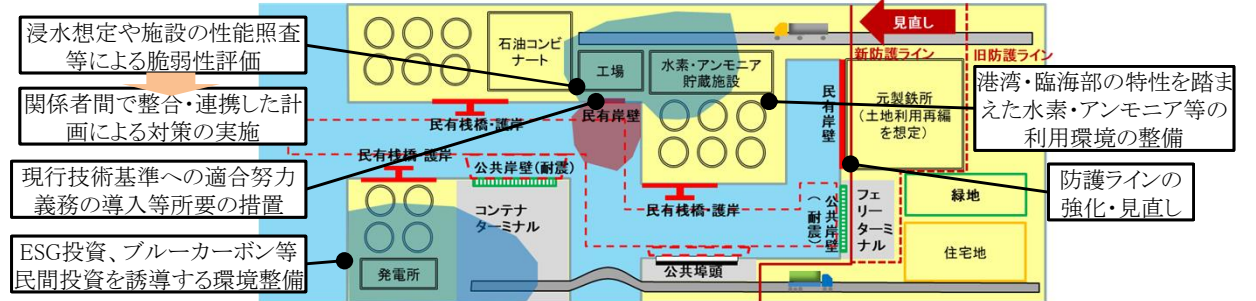 浸水想定や施設の性能照査
等による脆弱性評価
関係者間で整合・連携した計
画による対策の実施
現行技術基準への適合努力
義務の導入等所要の措置
ESG投資、ブルーカーボン等
民間投資を誘導する環境整備
石油コンビ
ナート
工場
水素・アンモニア
貯蔵施設
見直し
新防護ライン
旧防護ライン
民有岸壁
元製鉄所
(土地利用再編
を想定)
港湾・臨海部の特性を踏ま
えた水素・アンモニア等の
利用環境の整備
民有桟橋・護岸
民有岸壁
民有桟橋・護岸
公共岸壁(耐震)
民有桟橋・護岸
コンテナ
ターミナル
発電所
公共岸壁
(耐震)
フェ
リーターミ
ナル
緑地
住宅地
公共埠頭
防護ラインの
強化・見直し